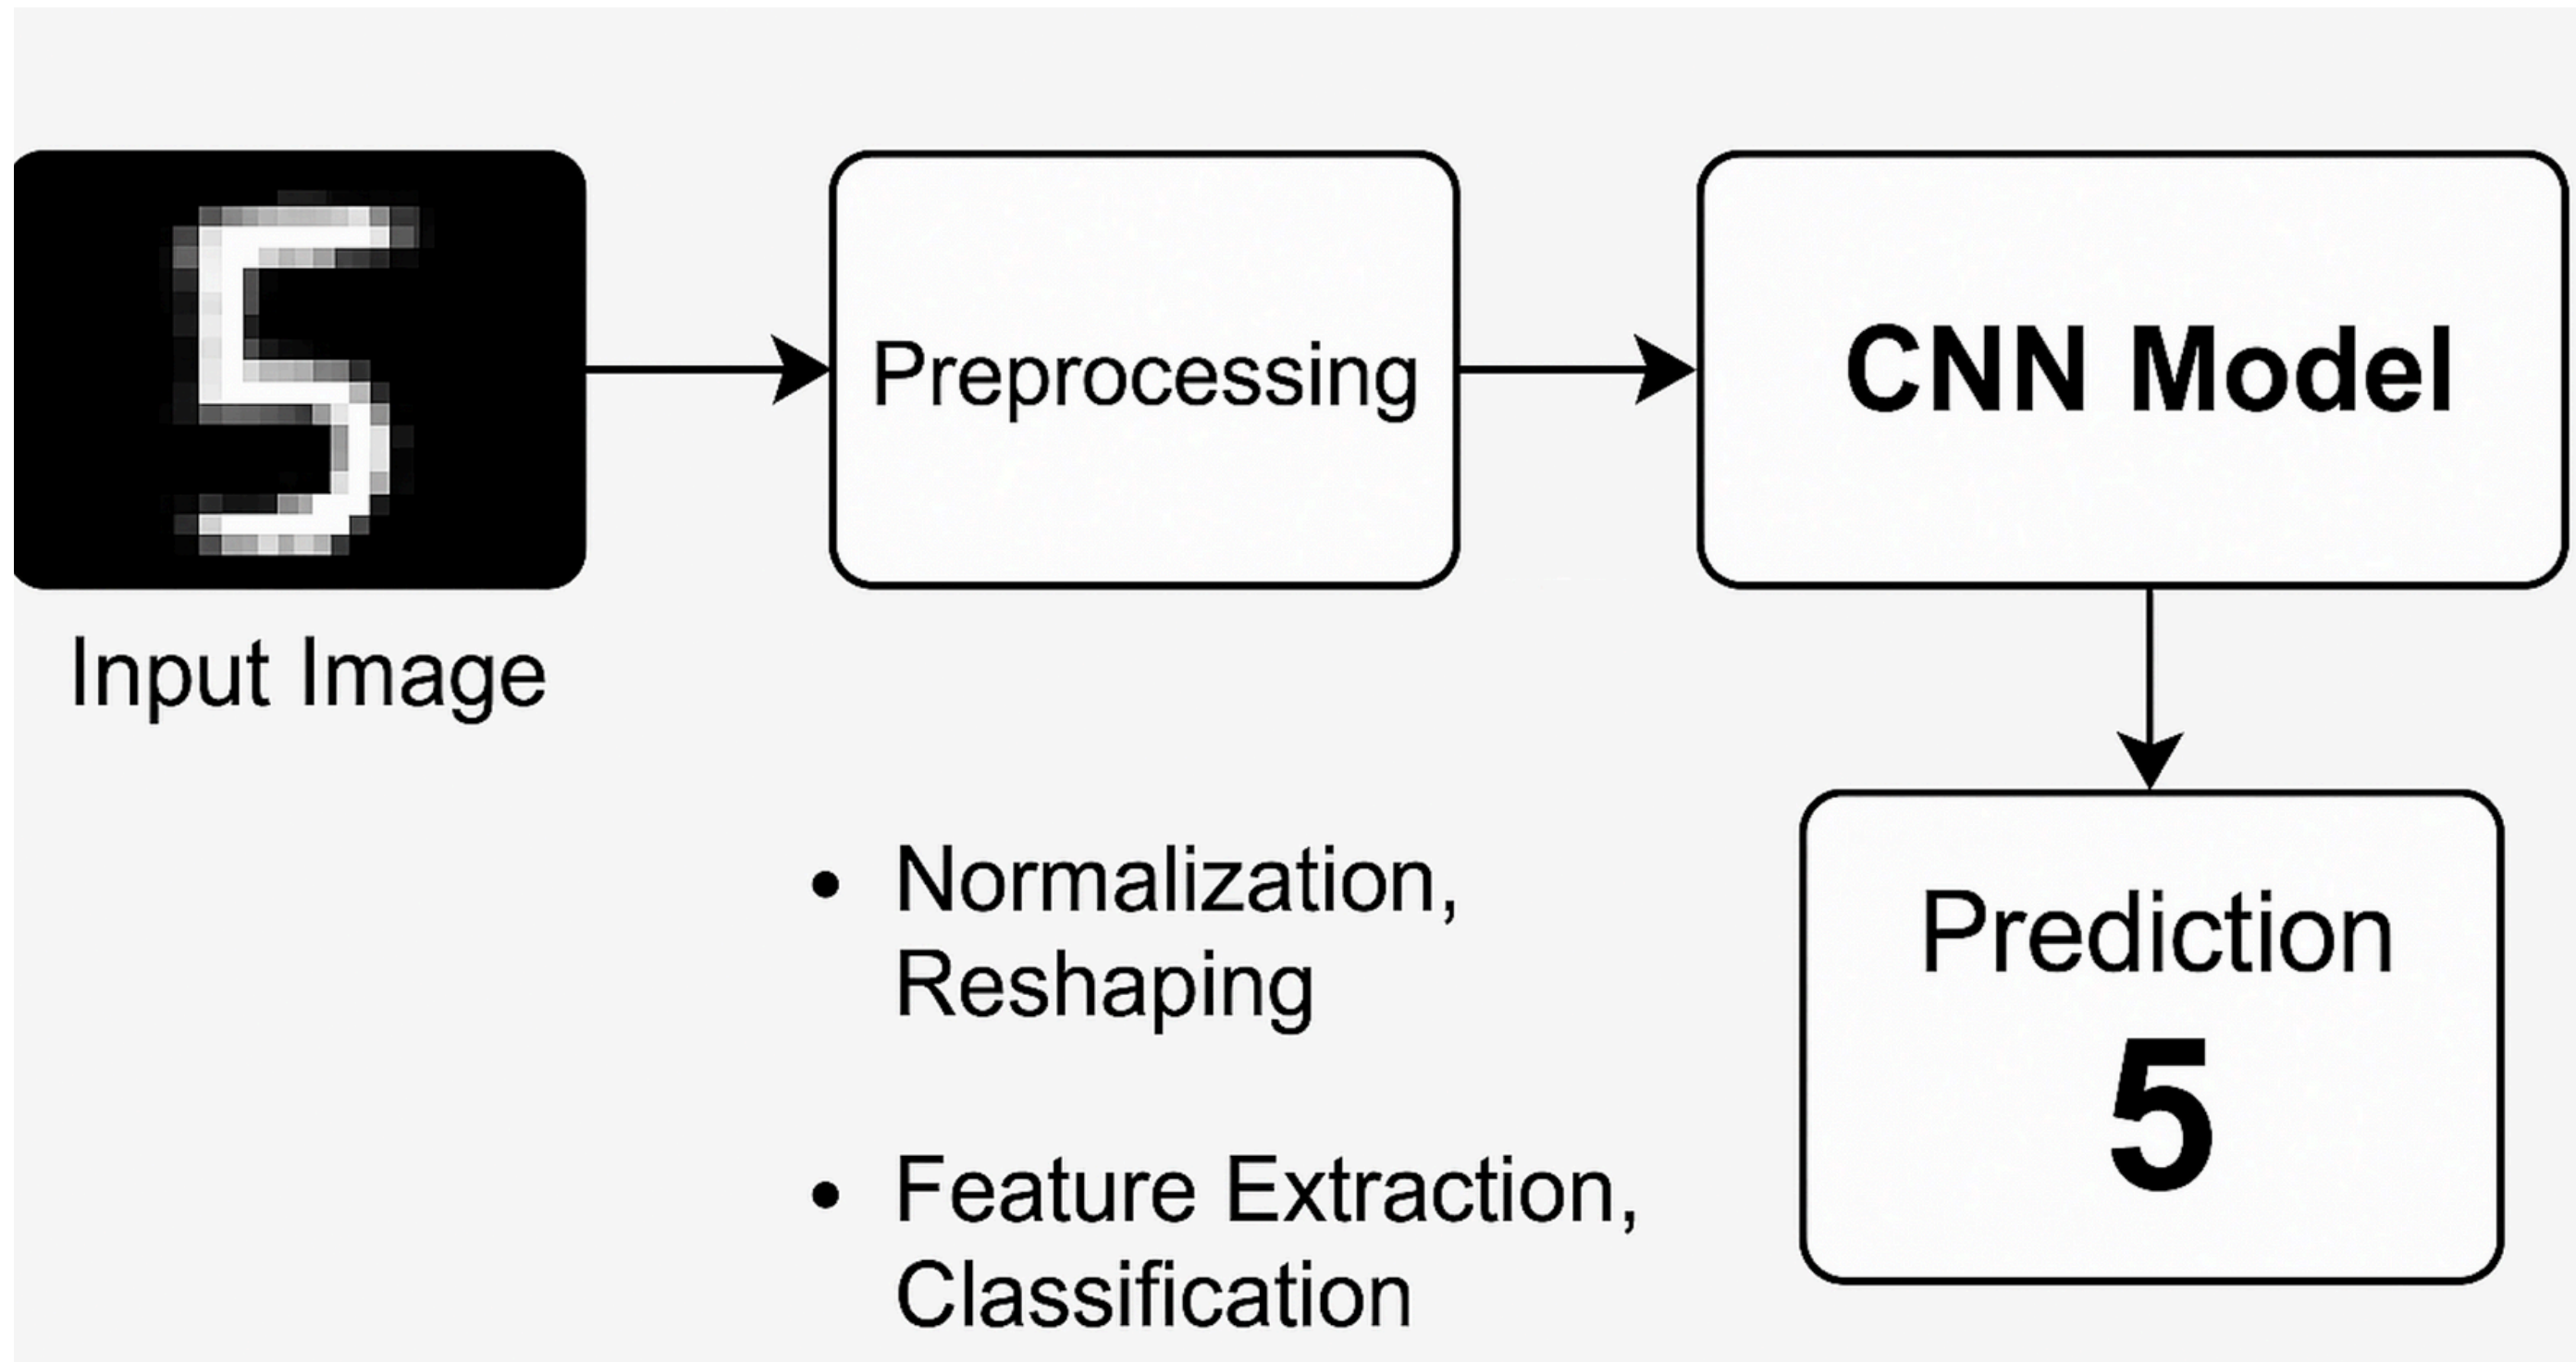 5
Input Image
Preprocessing
CNN Model
• Normalization,
Reshaping
• Feature Extraction,
Classification
Prediction
5